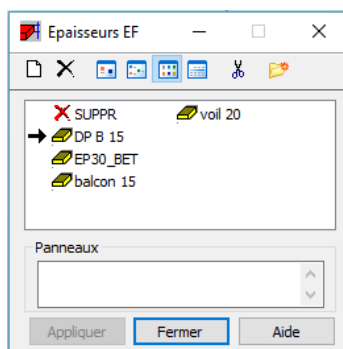 Epaisseurs EF
SUPPR
voil 20
DP B 15
EP30_BET
balcon 15
Panneaux
Appliquer
Fermer
Aide